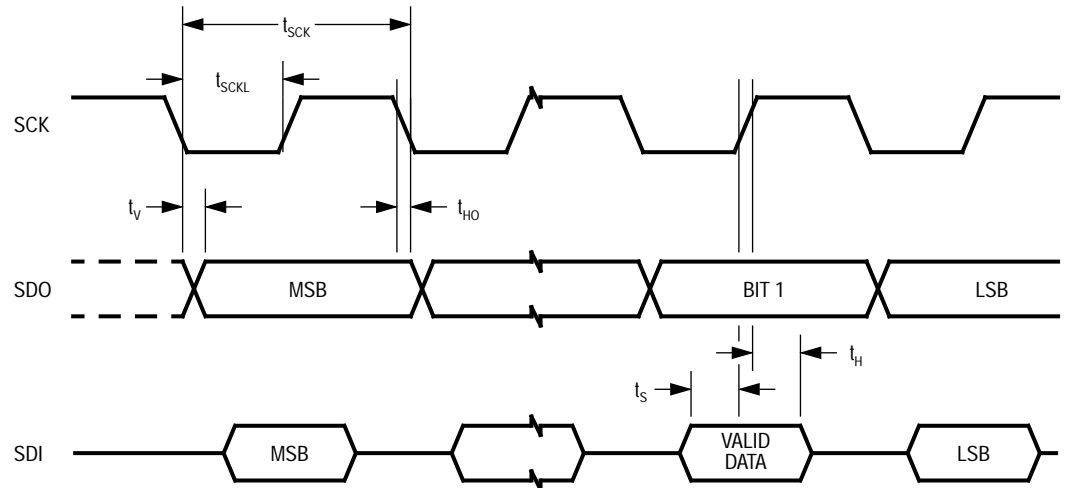 tSCK
tSCKL
SCK
tV
tHO
SDO
MSB
BIT 1
LSB
tH
tS
SDI
MSB
VALID
DATA
LSB